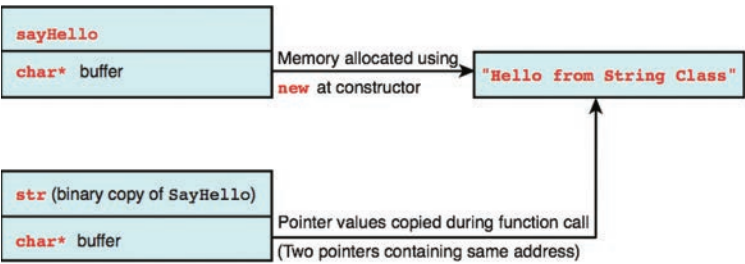 sayHello
char* buffer
Memory allocated using
new at constructor
"Hello from String Class"
str (binary copy of SayHello)
char* buffer
Pointer values copied during function call
(Two pointers containing same address)